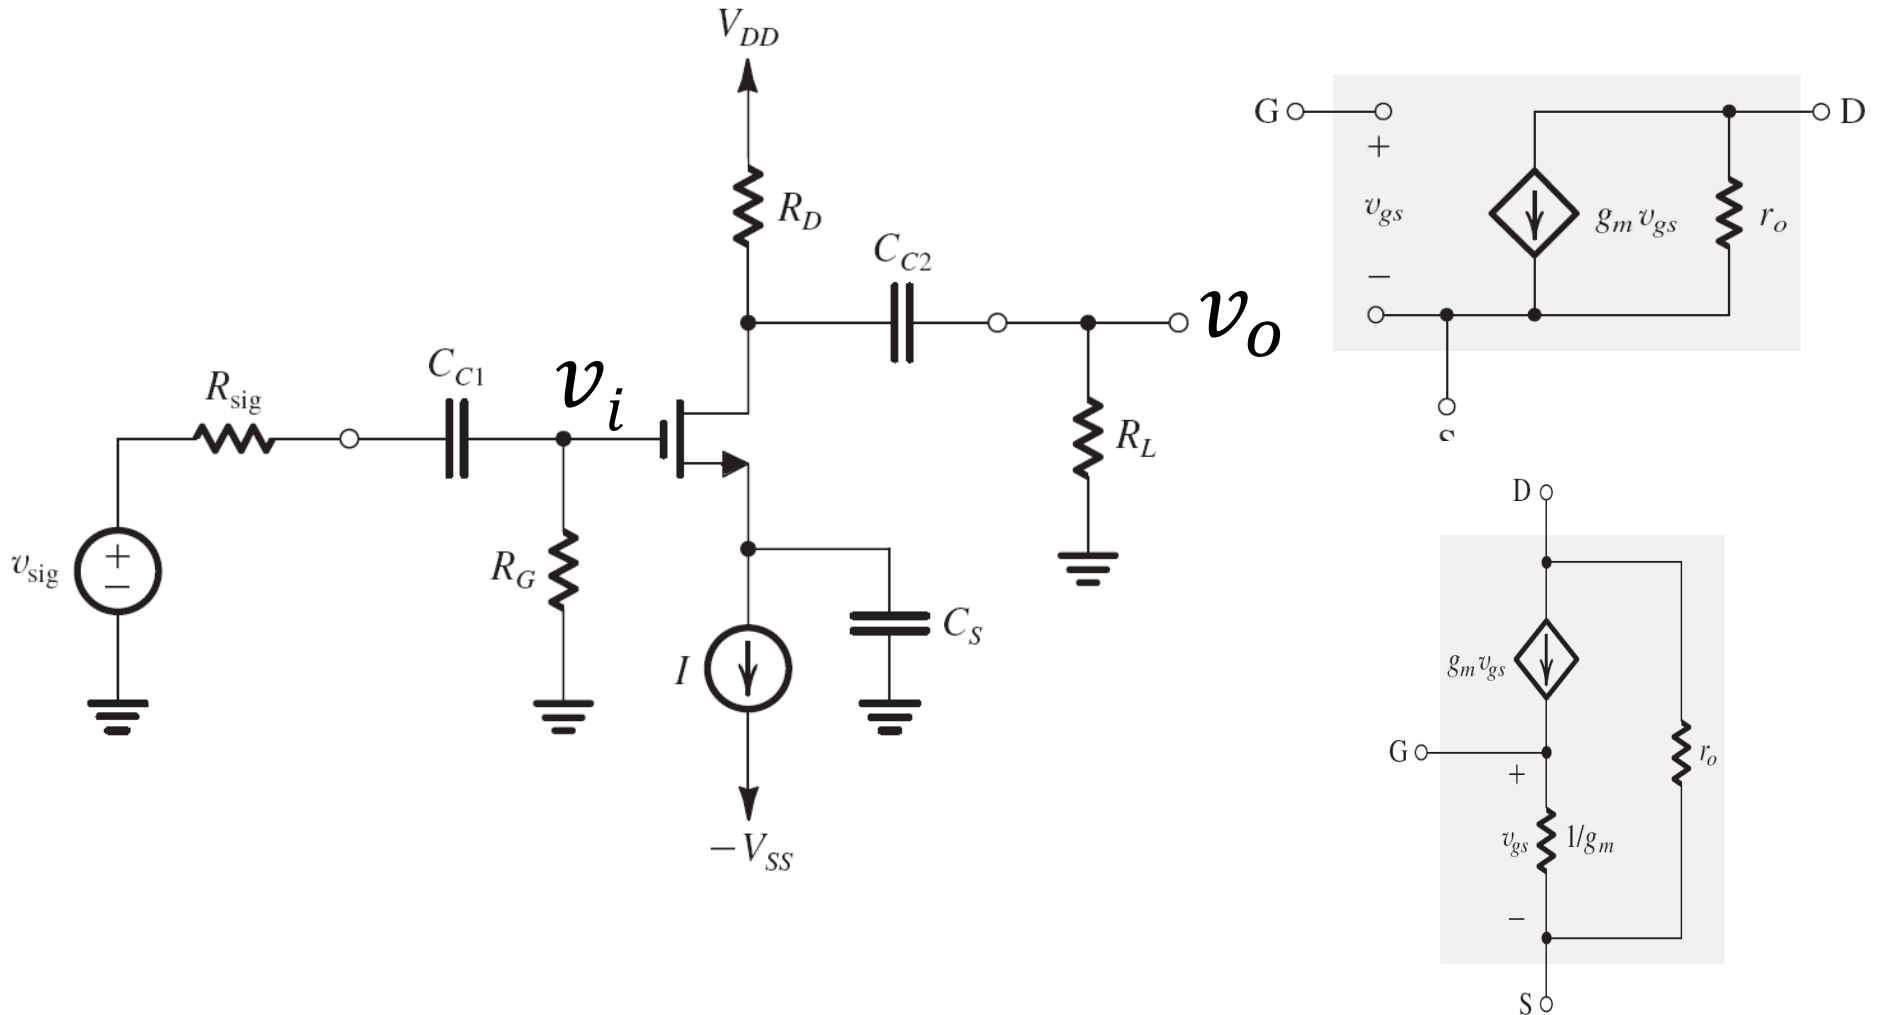 V_DD
R_D
C_C2
v_o
C_C1
v_i
R_sig
R_L
v_sig
+
−
R_G
C_S
I
−V_SS
G
D
+
v_gs
−
g_m v_gs
r_o
D
g_m v_gs
G
+
r_o
v_gs
1/g_m
−
S